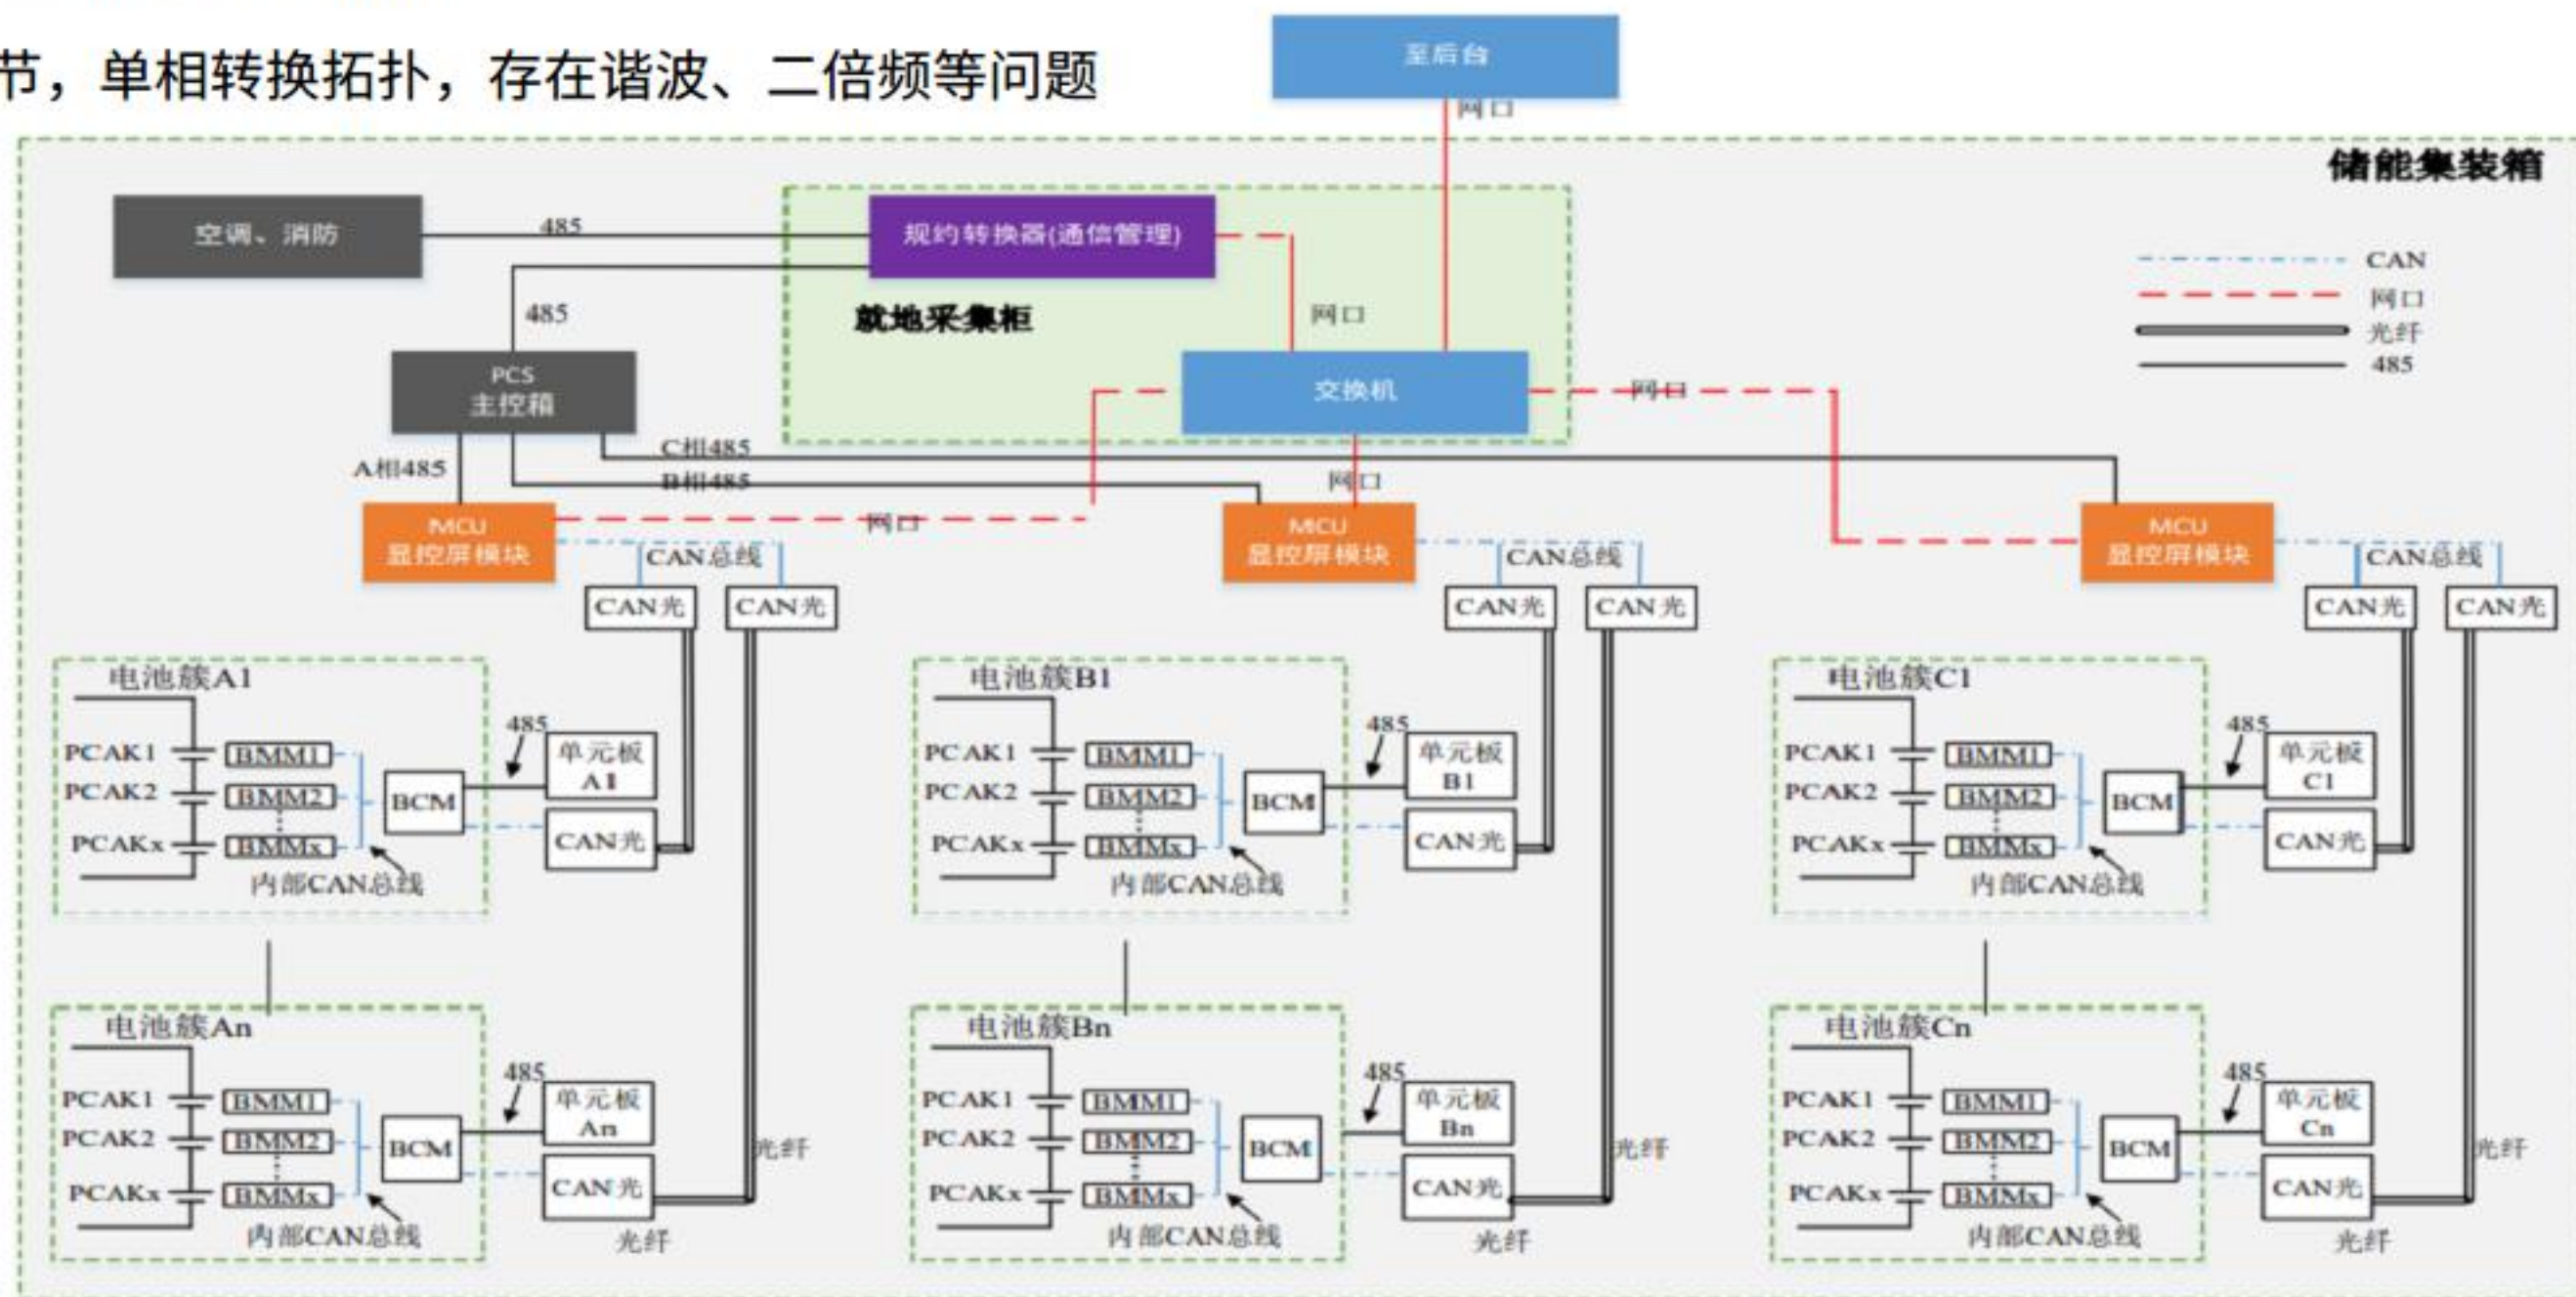 节，单相转换拓扑，存在谐波、二倍频等问题
至后台
网口
储能集装箱
空调、消防
485
规约转换器(通信管理)
CAN
网口
光纤
485
485
就地采集柜
网口
PCS
主控箱
交换机
网口
A相485
C相485
B相485
网口
MCU
显控屏模块
网口
MCU
显控屏模块
MCU
显控屏模块
CAN总线
CAN总线
CAN总线
CAN光
CAN光
CAN光
CAN光
CAN光
CAN光
电池簇A1
PCAK1
PCAK2
PCAKx
BMM1
BMM2
BMMx
BCM
内部CAN总线
485
单元板
A1
CAN光
电池簇B1
PCAK1
PCAK2
PCAKx
BMM1
BMM2
BMMx
BCM
内部CAN总线
485
单元板
B1
CAN光
电池簇C1
PCAK1
PCAK2
PCAKx
BMM1
BMM2
BMMx
BCM
内部CAN总线
485
单元板
C1
CAN光
电池簇An
PCAK1
PCAK2
PCAKx
BMM1
BMM2
BMMx
BCM
内部CAN总线
485
单元板
An
CAN光
光纤
光纤
电池簇Bn
PCAK1
PCAK2
PCAKx
BMM1
BMM2
BMMx
BCM
内部CAN总线
485
单元板
Bn
CAN光
光纤
光纤
电池簇Cn
PCAK1
PCAK2
PCAKx
BMM1
BMM2
BMMx
BCM
内部CAN总线
485
单元板
Cn
CAN光
光纤
光纤